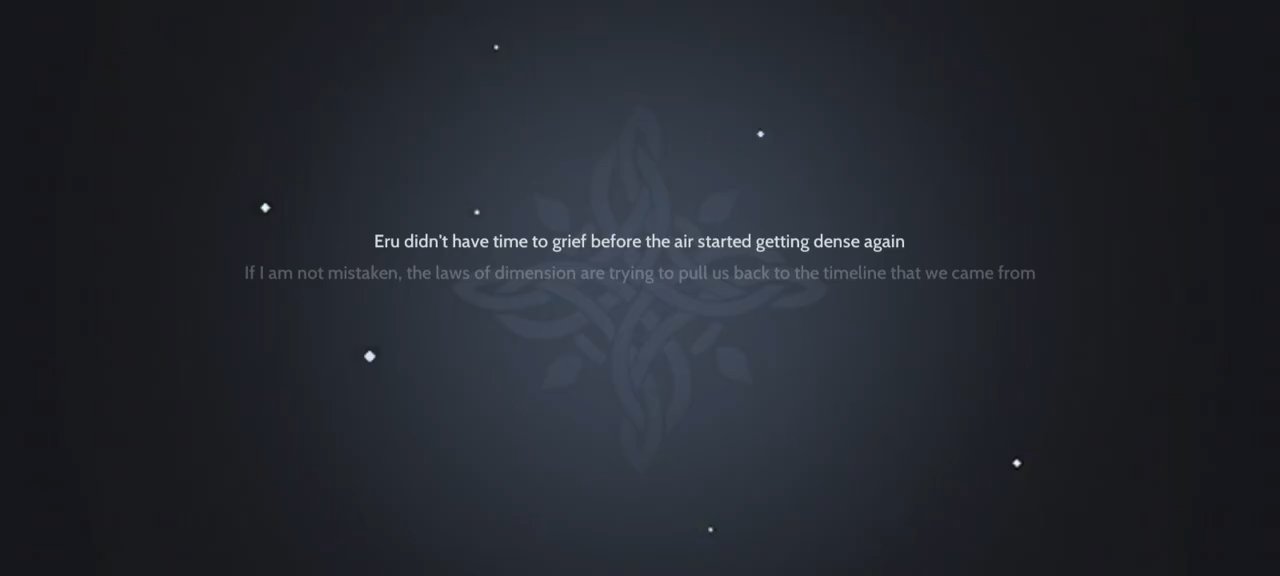 Eru didn't have time to grief before the air started getting dense again
If I am not mistaken, the laws of dimension are trying to pull us back to the timeline that we came from